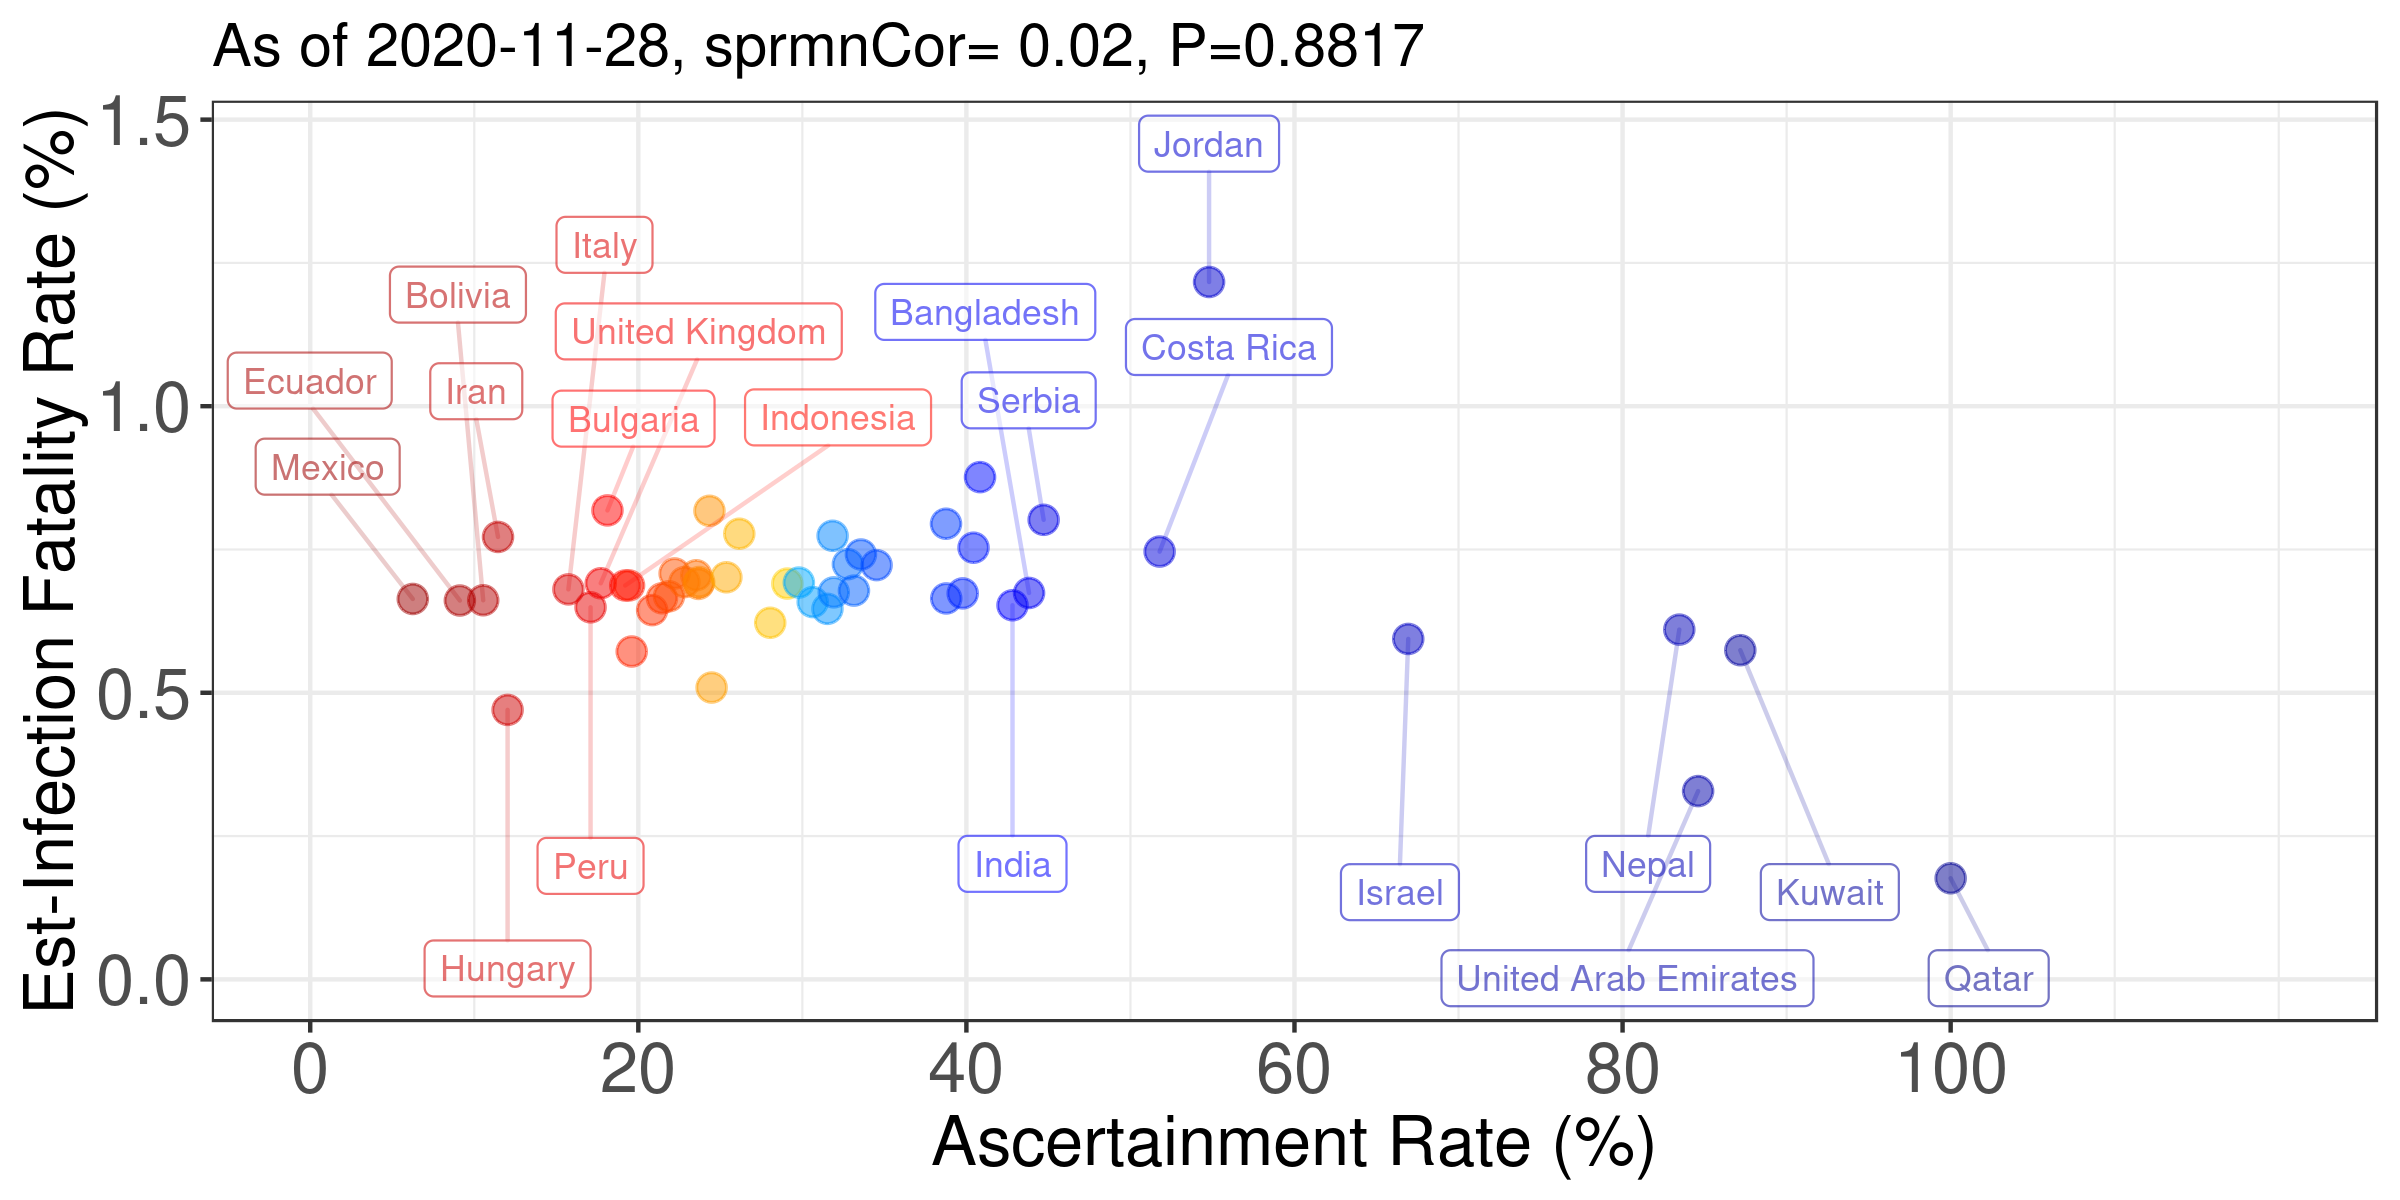 As of 2020-11-28, sprmnCor= 0.02, P=0.8817
Est-Infection Fatality Rate (%)
1.5
1.0
0.5
0.0
Jordan
Italy
Bolivia
United Kingdom
Bangladesh
Costa Rica
Ecuador
Iran
Serbia
Bulgaria
Indonesia
Mexico
Peru
India
Israel
Nepal
Kuwait
Hungary
United Arab Emirates
Qatar
0
20
40
60
80
100
Ascertainment Rate (%)